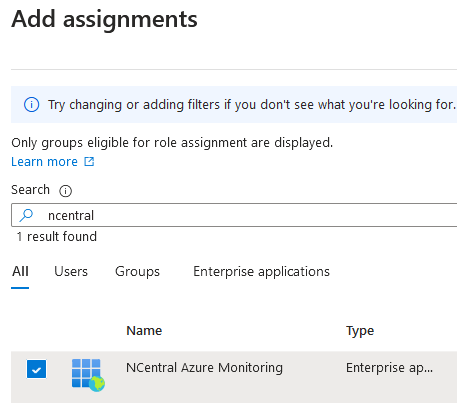 Add assignments
Try changing or adding filters if you don't see what you're looking for.
Only groups eligible for role assignment are displayed.
Learn more
Search
ncentral
1 result found
All Users Groups Enterprise applications
Name Type
NCentral Azure Monitoring Enterprise ap...